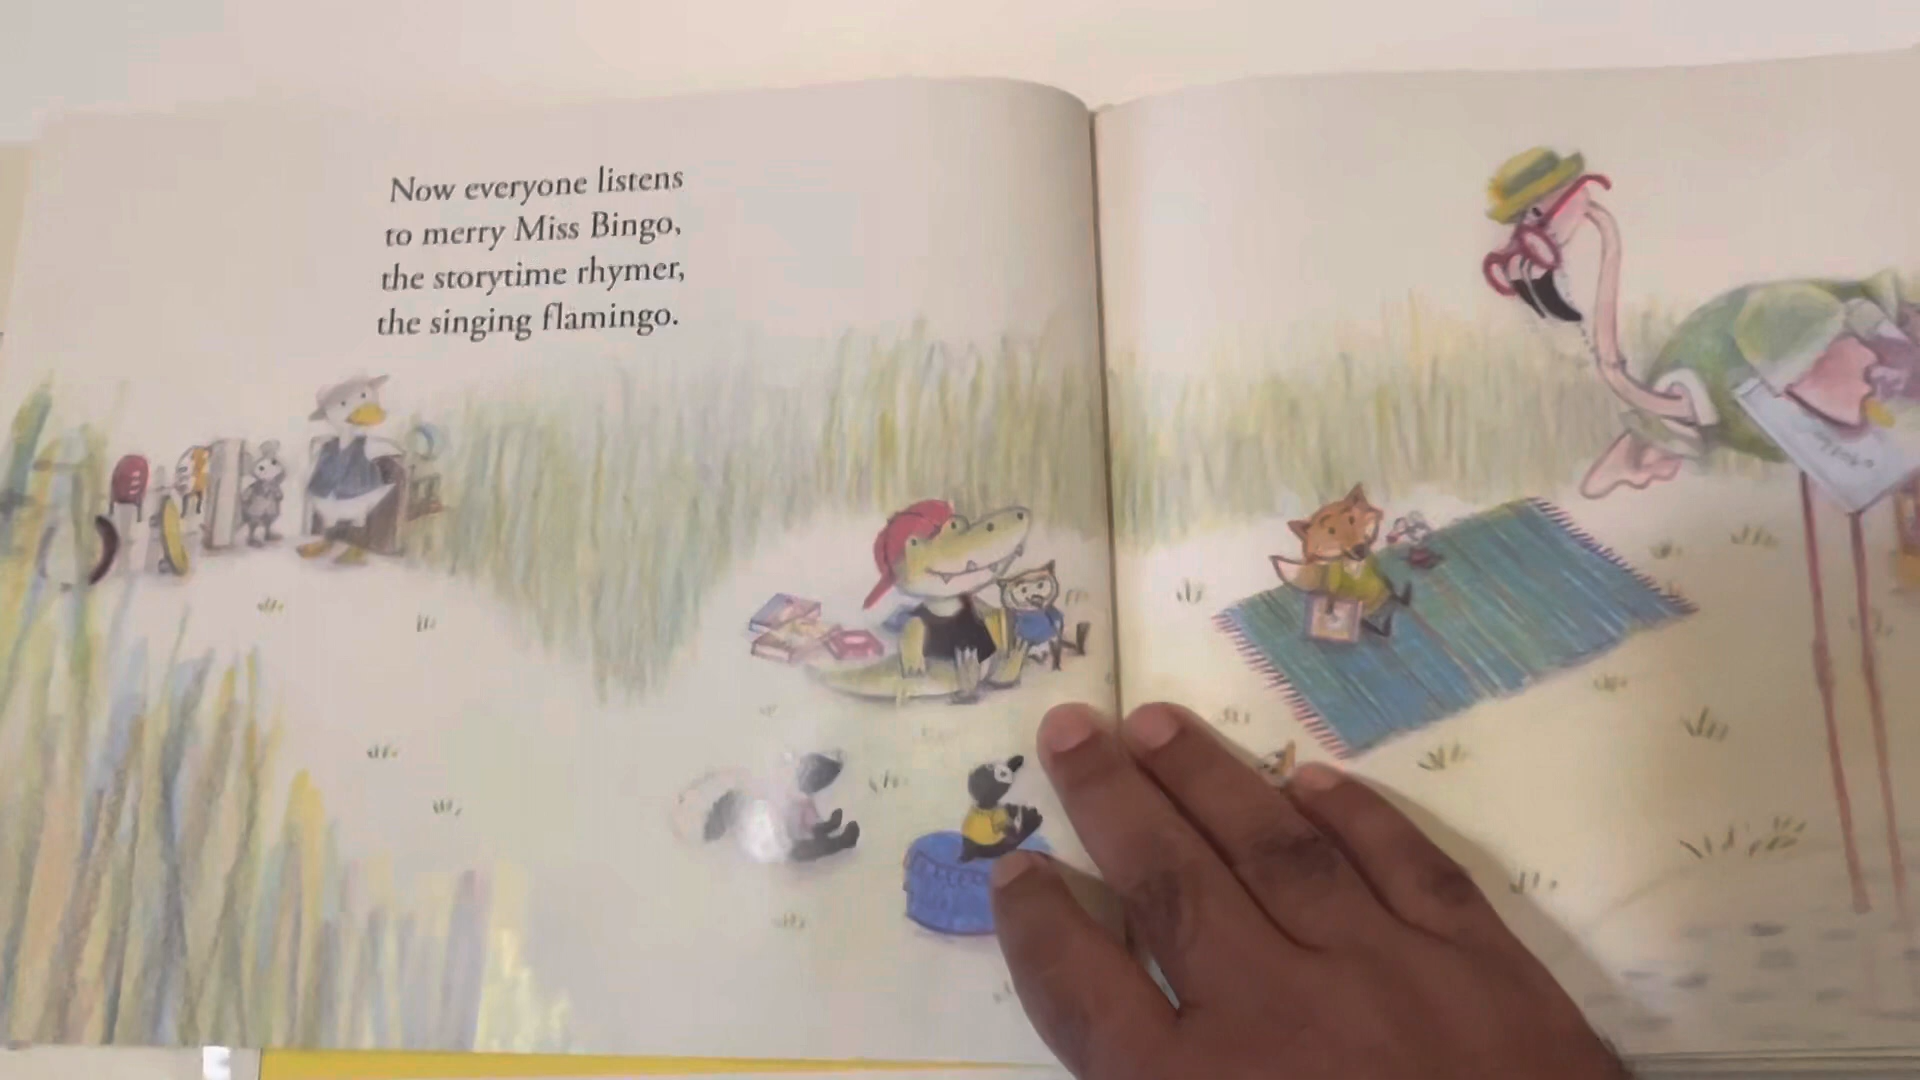 Now everyone listens
to merry Miss Bingo,
the storytime rhymer,
the singing flamingo.